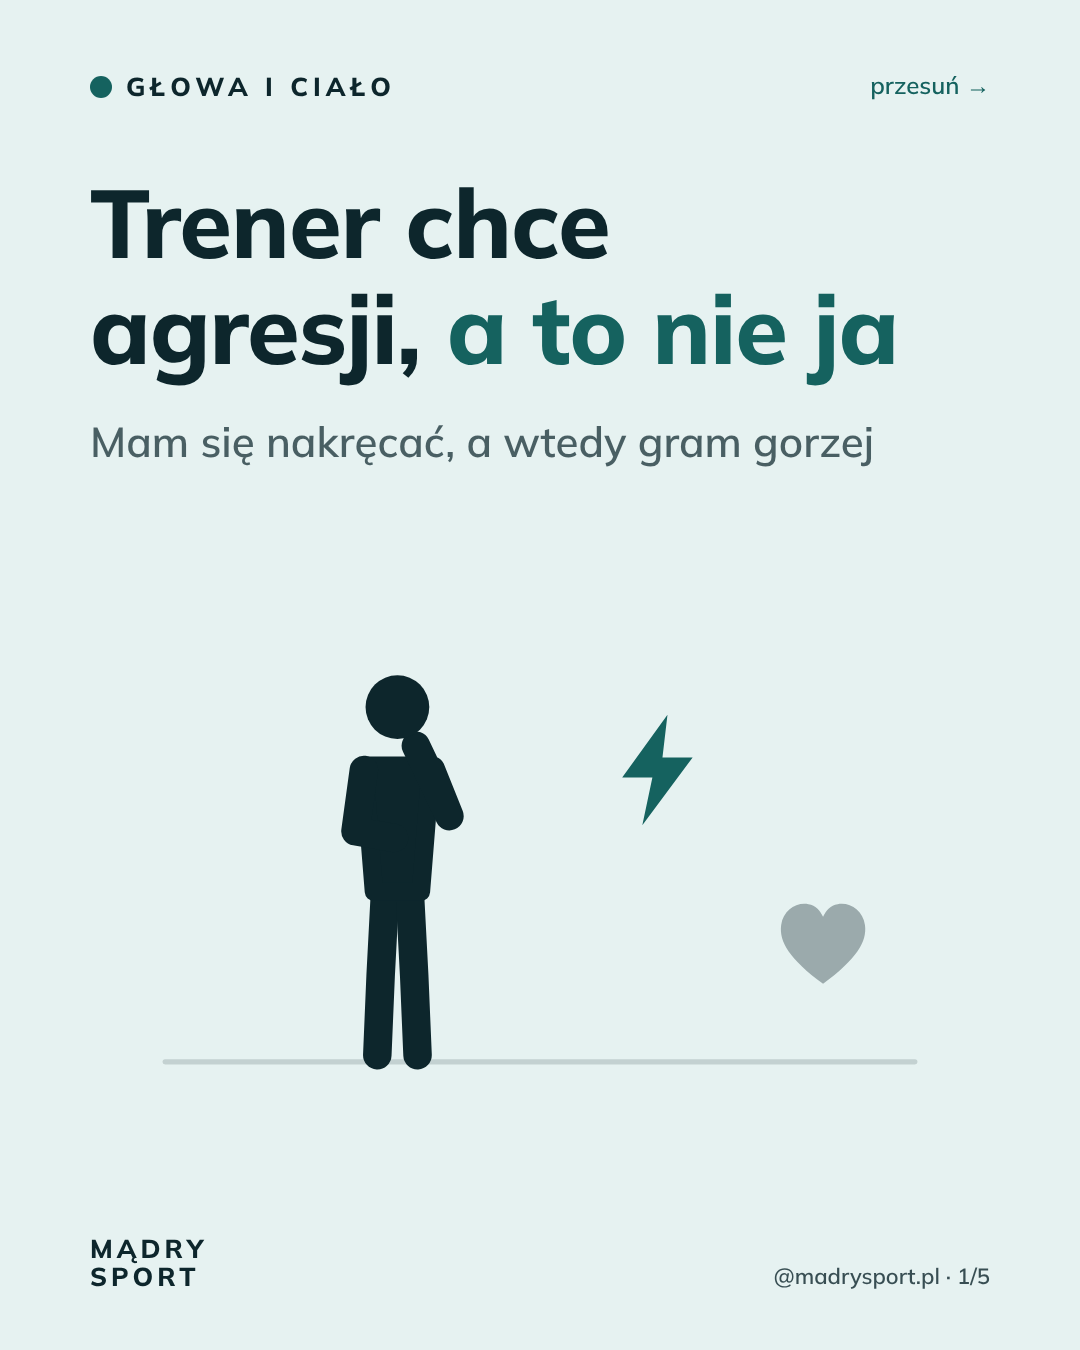 GŁOWA I CIAŁO
przesuń →
Trener chce
agresji, a to nie ja
Mam się nakręcać, a wtedy gram gorzej
MĄDRY
SPORT
@madrysport.pl · 1/5